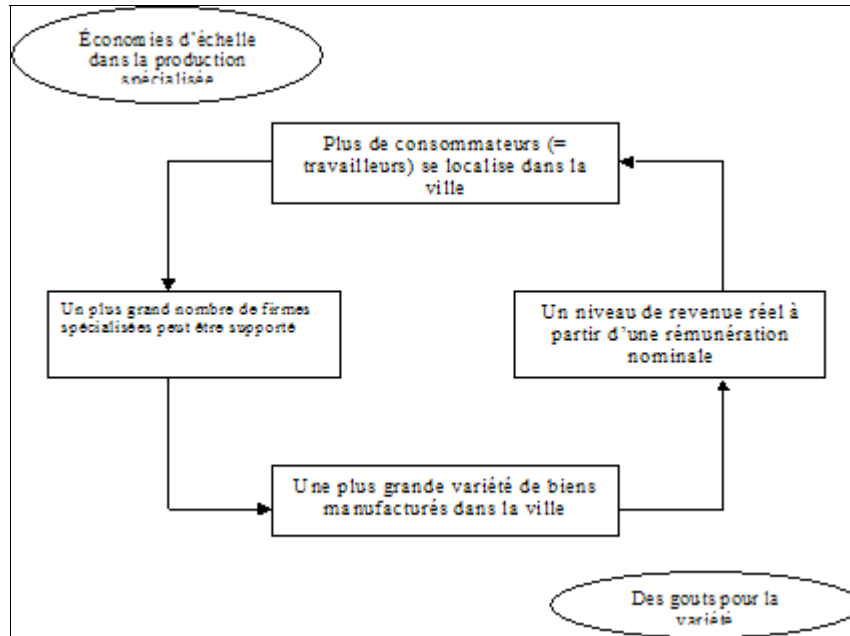 Économies d'échelle
dans la production
spécialisée
Plus de consommateurs (=
travailleurs) se localise dans la
ville
Un plus grand nombre de firmes
spécialisées peut être supporté
Un niveau de revenue réel à
partir d'une rémunération
nominale
Une plus grande variété de biens
manufacturés dans la ville
Des gouts pour la
variété